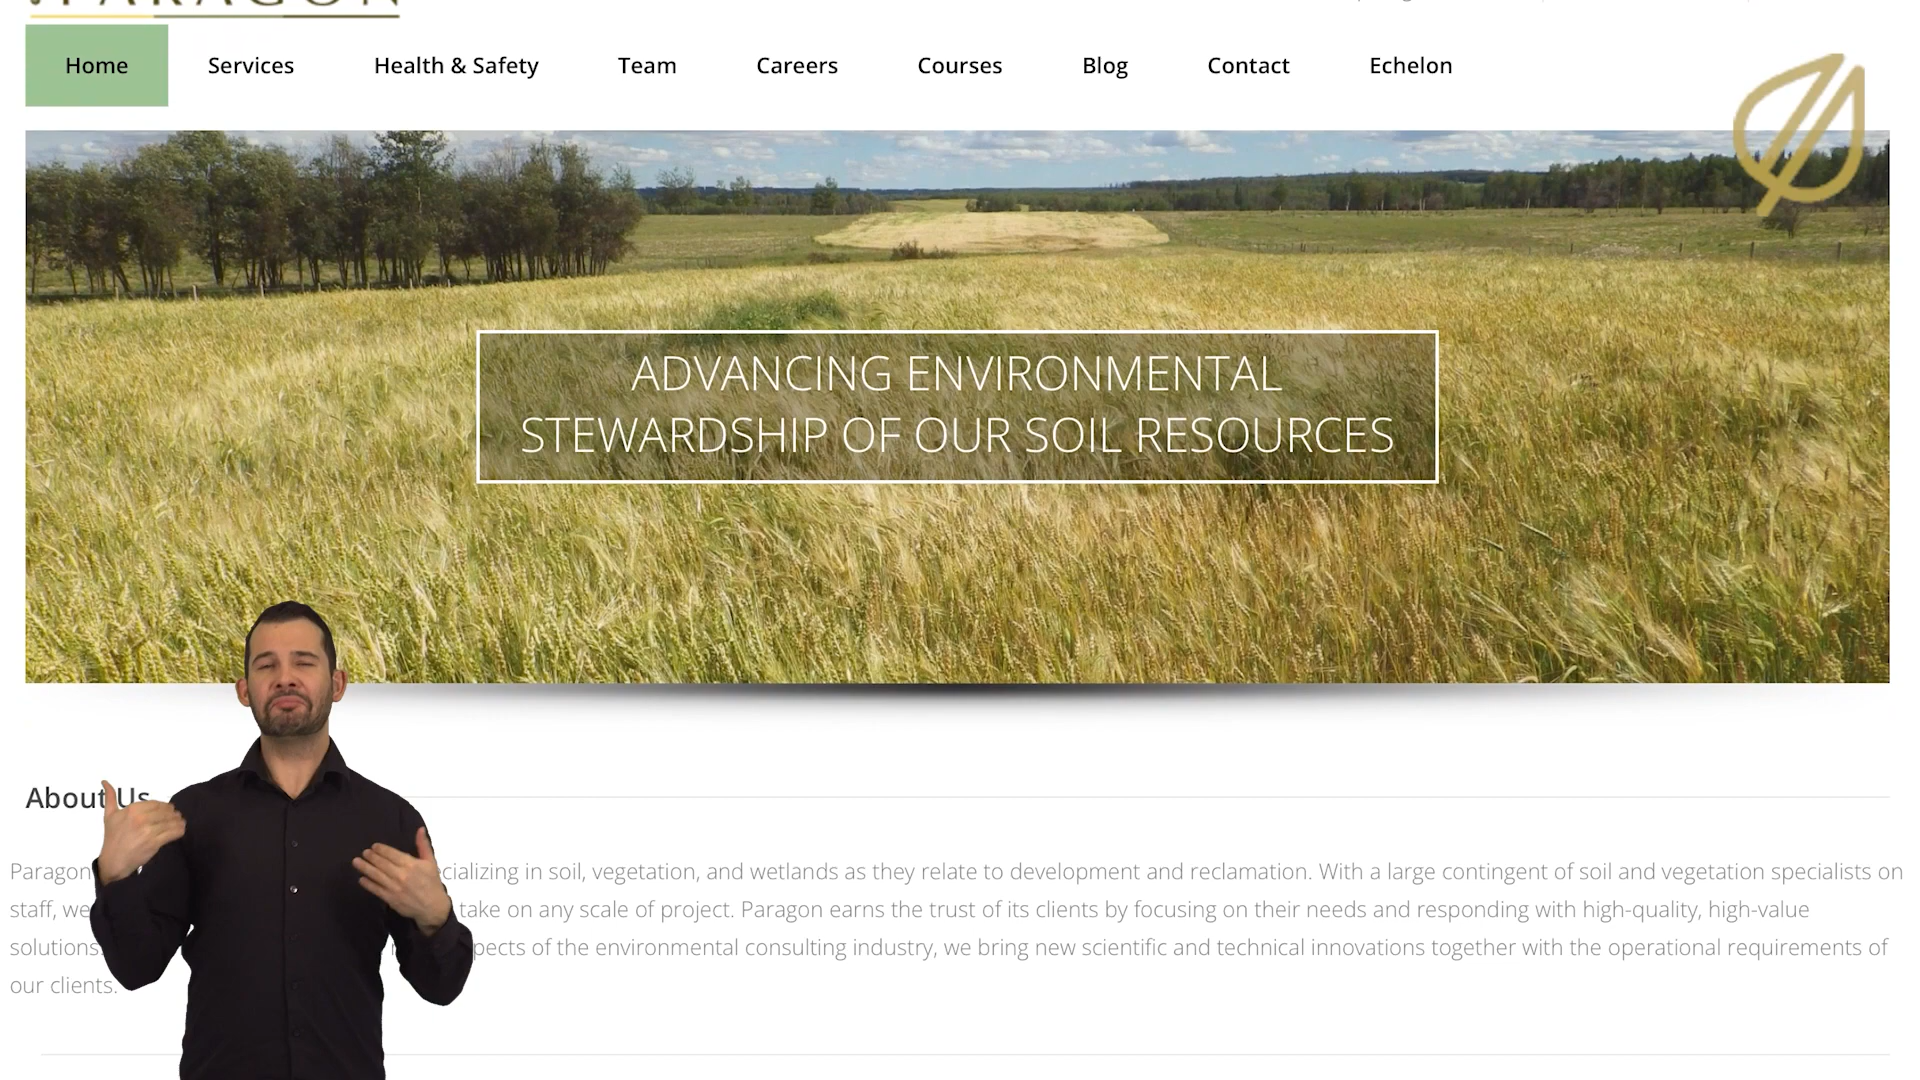 PARAGON
Home Services Health & Safety Team Careers Courses Blog Contact Echelon
ADVANCING ENVIRONMENTAL
STEWARDSHIP OF OUR SOIL RESOURCES
About Us
Paragon in soil, vegetation, and wetlands as they relate to development and reclamation. With a large contingent of soil and vegetation specialists on
staff, we take on any scale of project. Paragon earns the trust of its clients by focusing on their needs and responding with high-quality, high-value
solutions. of the environmental consulting industry, we bring new scientific and technical innovations together with the operational requirements of
our clients.